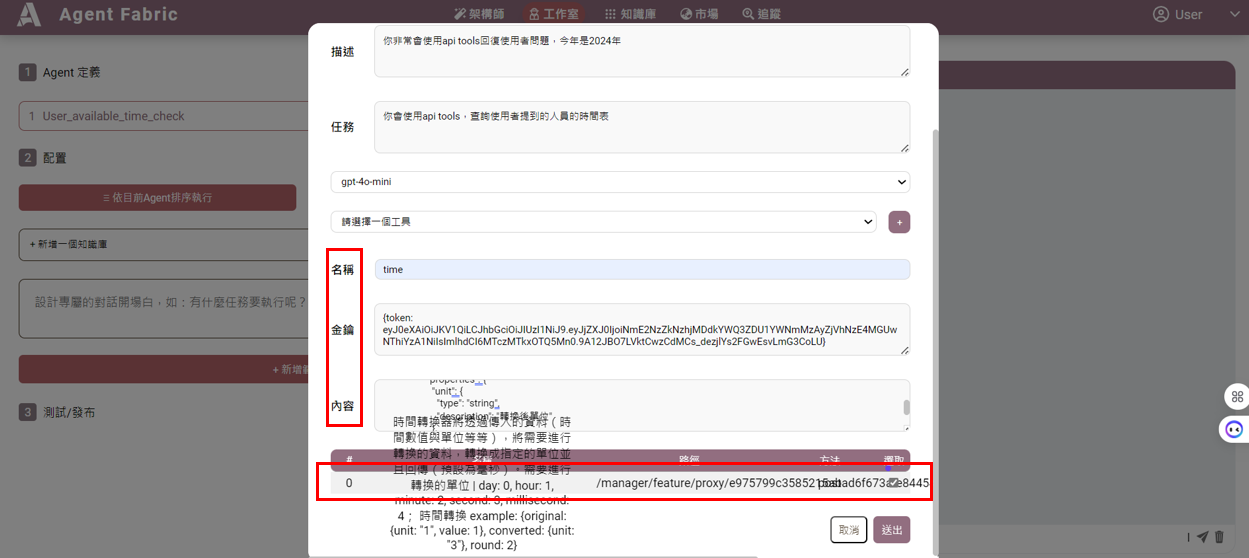 Agent Fabric
架構師
工作室
知識庫
市場
追蹤
User
1 Agent 定義
1 User_available_time_check
2 配置
依目前Agent排序執行
+ 新增一個知識庫
設計專屬的對話開場白，如：有什麼任務要執行呢？
+ 新增
3 測試/發布
描述
你非常會使用api tools回復使用者問題，今年是2024年
任務
你會使用api tools，查詢使用者提到的人員的時間表
gpt-4o-mini
請選擇一個工具
+
名稱
time
金鑰
{token:
eyJ0eXAiOiJKV1QiLCJhbGciOiJIUzI1NiJ9.eyJjZXJ0IjoiNmE2NzZkNzhjMDdkYWQ3ZDU1YWNmMzAyZjVhNzE4MGUw
NThiYzA1NiIsImlhdCI6MTczMTkxOTQ5Mn0.9A12JBO7LVktCwzCdMCs_dezjlYs2FGwEsvLmG3CoLU}
內容
properties": {
"unit": {
"type": "string",
"description": "轉換後單位"
# 名稱 路徑 方法 選取
0
時間轉換器將透過傳入的資料（時
間數值與單位等等），將需要進行
轉換的資料，轉換成指定的單位並
且回傳（預設為毫秒），需要進行
轉換的單位 | day: 0, hour: 1,
minute: 2, second: 3, millisecond:
4； 時間轉換 example: {original:
{unit: "1", value: 1}, converted: {unit:
"3"}, round: 2}
/manager/feature/proxy/e975799c3585215
post
取消
送出